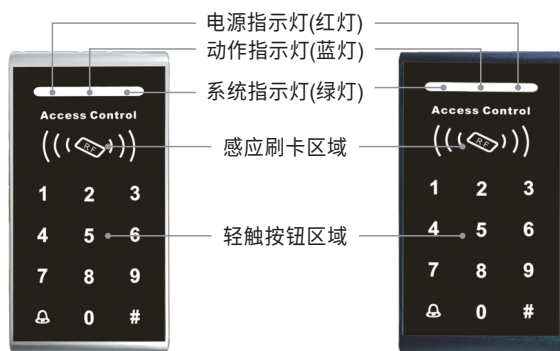 电源指示灯(红灯)
动作指示灯(蓝灯)
系统指示灯(绿灯)
感应刷卡区域
轻触按钮区域
Access Control
RF
1 2 3
4 5 6
7 8 9
0 #
Access Control
RF
1 2 3
4 5 6
7 8 9
0 #